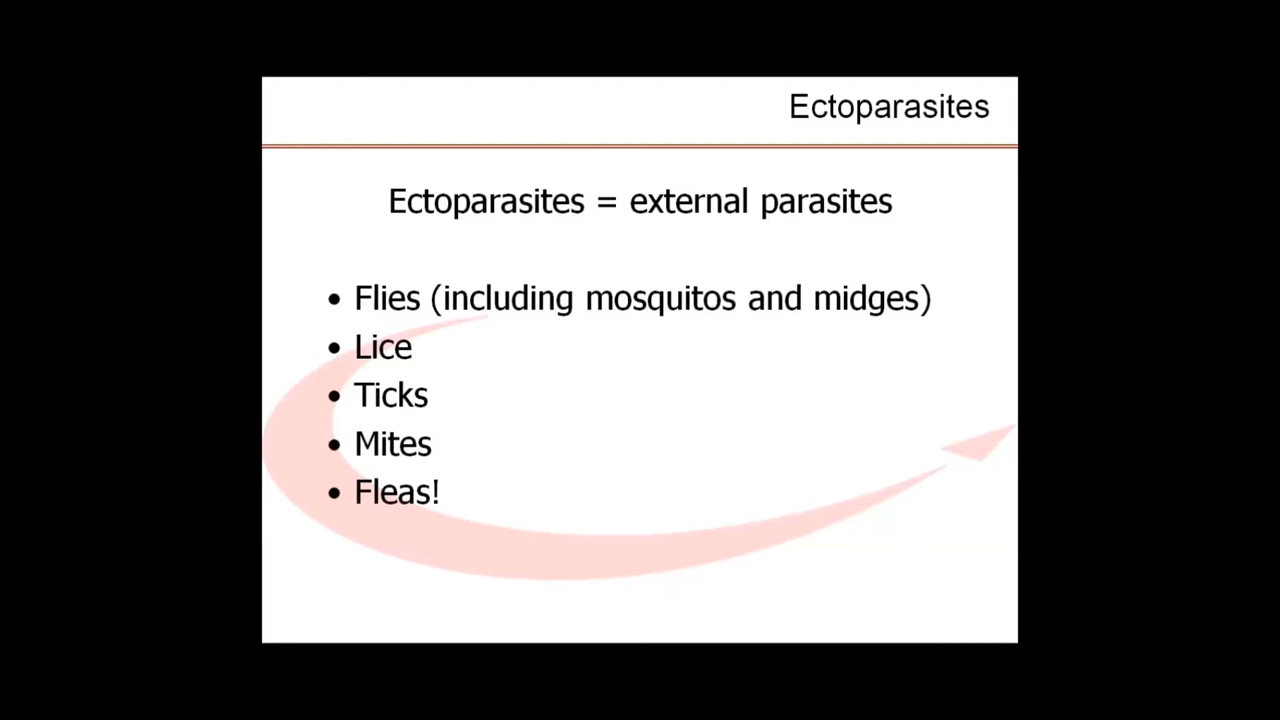 Ectoparasites
Ectoparasites = external parasites
• Flies (including mosquitos and midges)
• Lice
• Ticks
• Mites
• Fleas!